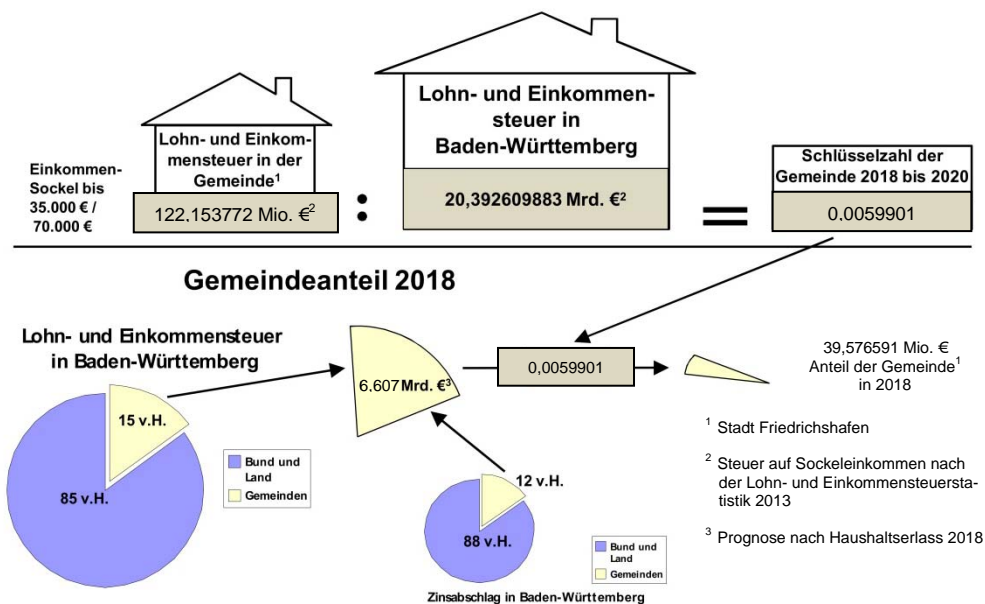 Einkommen-
Sockel bis
35.000 € /
70.000 €
Lohn- und Einkom-
mensteuer in der
Gemeinde¹
122.153772 Mio. €²
:
Lohn- und Einkommen-
steuer in
Baden-Württemberg
20,392609883 Mrd. €²
=
Schlüsselzahl der
Gemeinde 2018 bis 2020
0.0059901
Gemeindeanteil 2018
Lohn- und Einkommensteuer
in Baden-Württemberg
15 v.H.
85 v.H.
Bund und
Land
Gemeinden
6.607 Mrd. €³
0,0059901
39,576591 Mio. €
Anteil der Gemeinde¹
in 2018
12 v.H.
88 v.H.
Bund und
Land
Gemeinden
Zinsabschlag in Baden-Württemberg
¹ Stadt Friedrichshafen
² Steuer auf Sockeleinkommen nach
der Lohn- und Einkommensteuersta-
tistik 2013
³ Prognose nach Haushaltserlass 2018